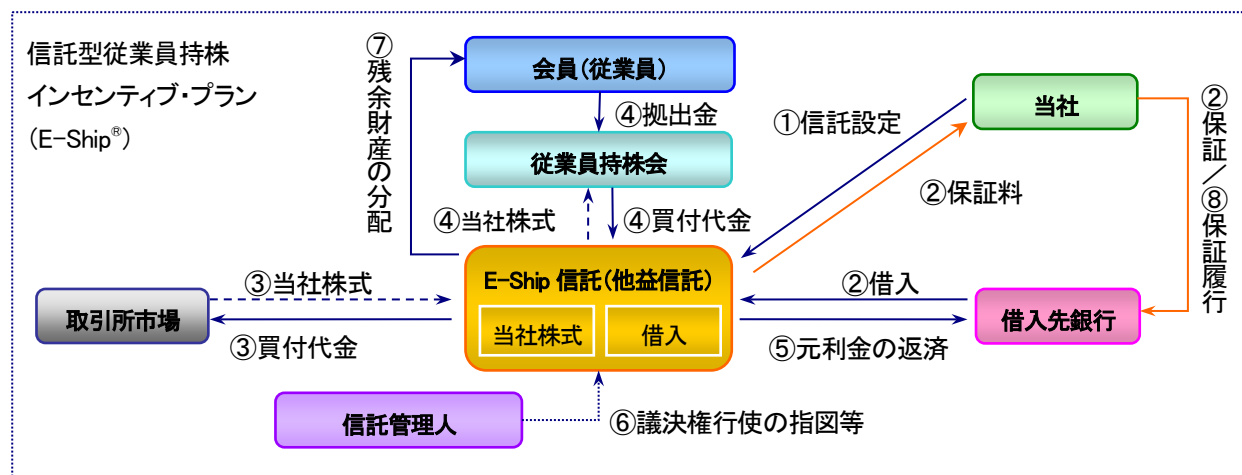 信託型従業員持株
インセンティブ・プラン
(E-Ship®)
⑦残余財産の分配
会員(従業員)
④拠出金
従業員持株会
④当社株式
④買付代金
①信託設定
②保証料
当社
②保証/⑧保証履行
E-Ship 信託(他益信託)
当社株式
借入
③当社株式
取引所市場
③買付代金
②借入
借入先銀行
⑤元利金の返済
信託管理人
⑥議決権行使の指図等